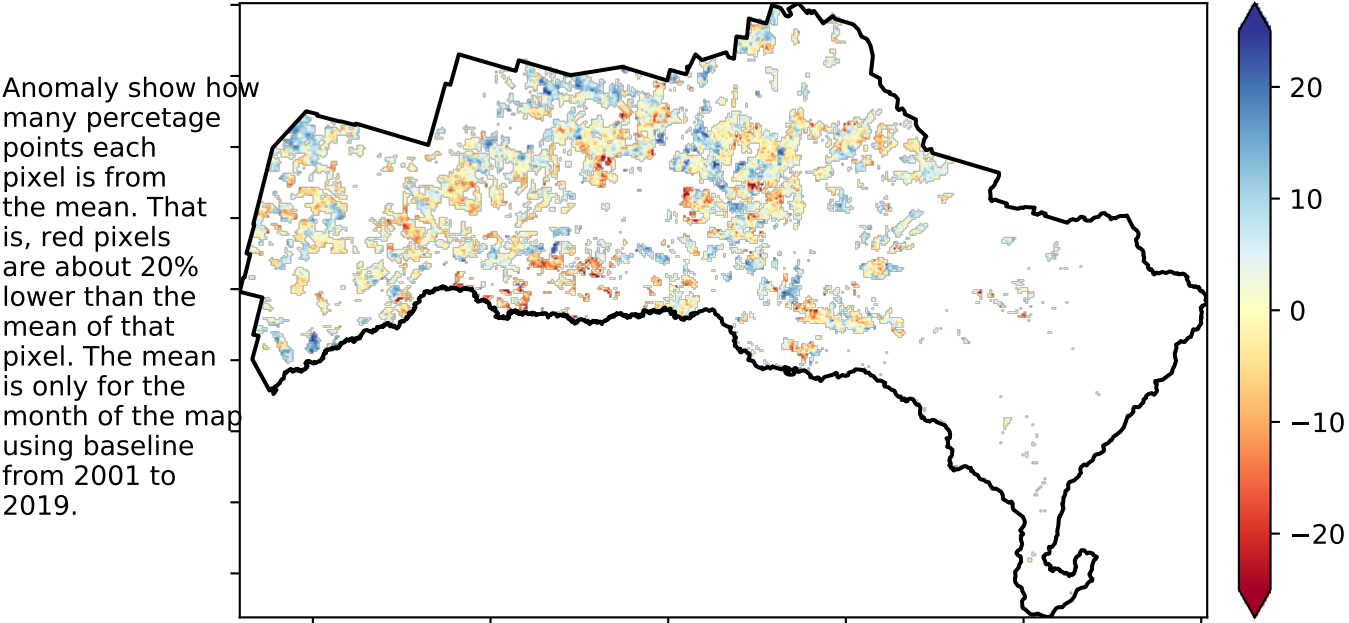 Anomaly show how
many percetage
points each
pixel is from
the mean. That
is, red pixels
are about 20%
lower than the
mean of that
pixel. The mean
is only for the
month of the map
using baseline
from 2001 to
2019.
20
10
0
−10
−20